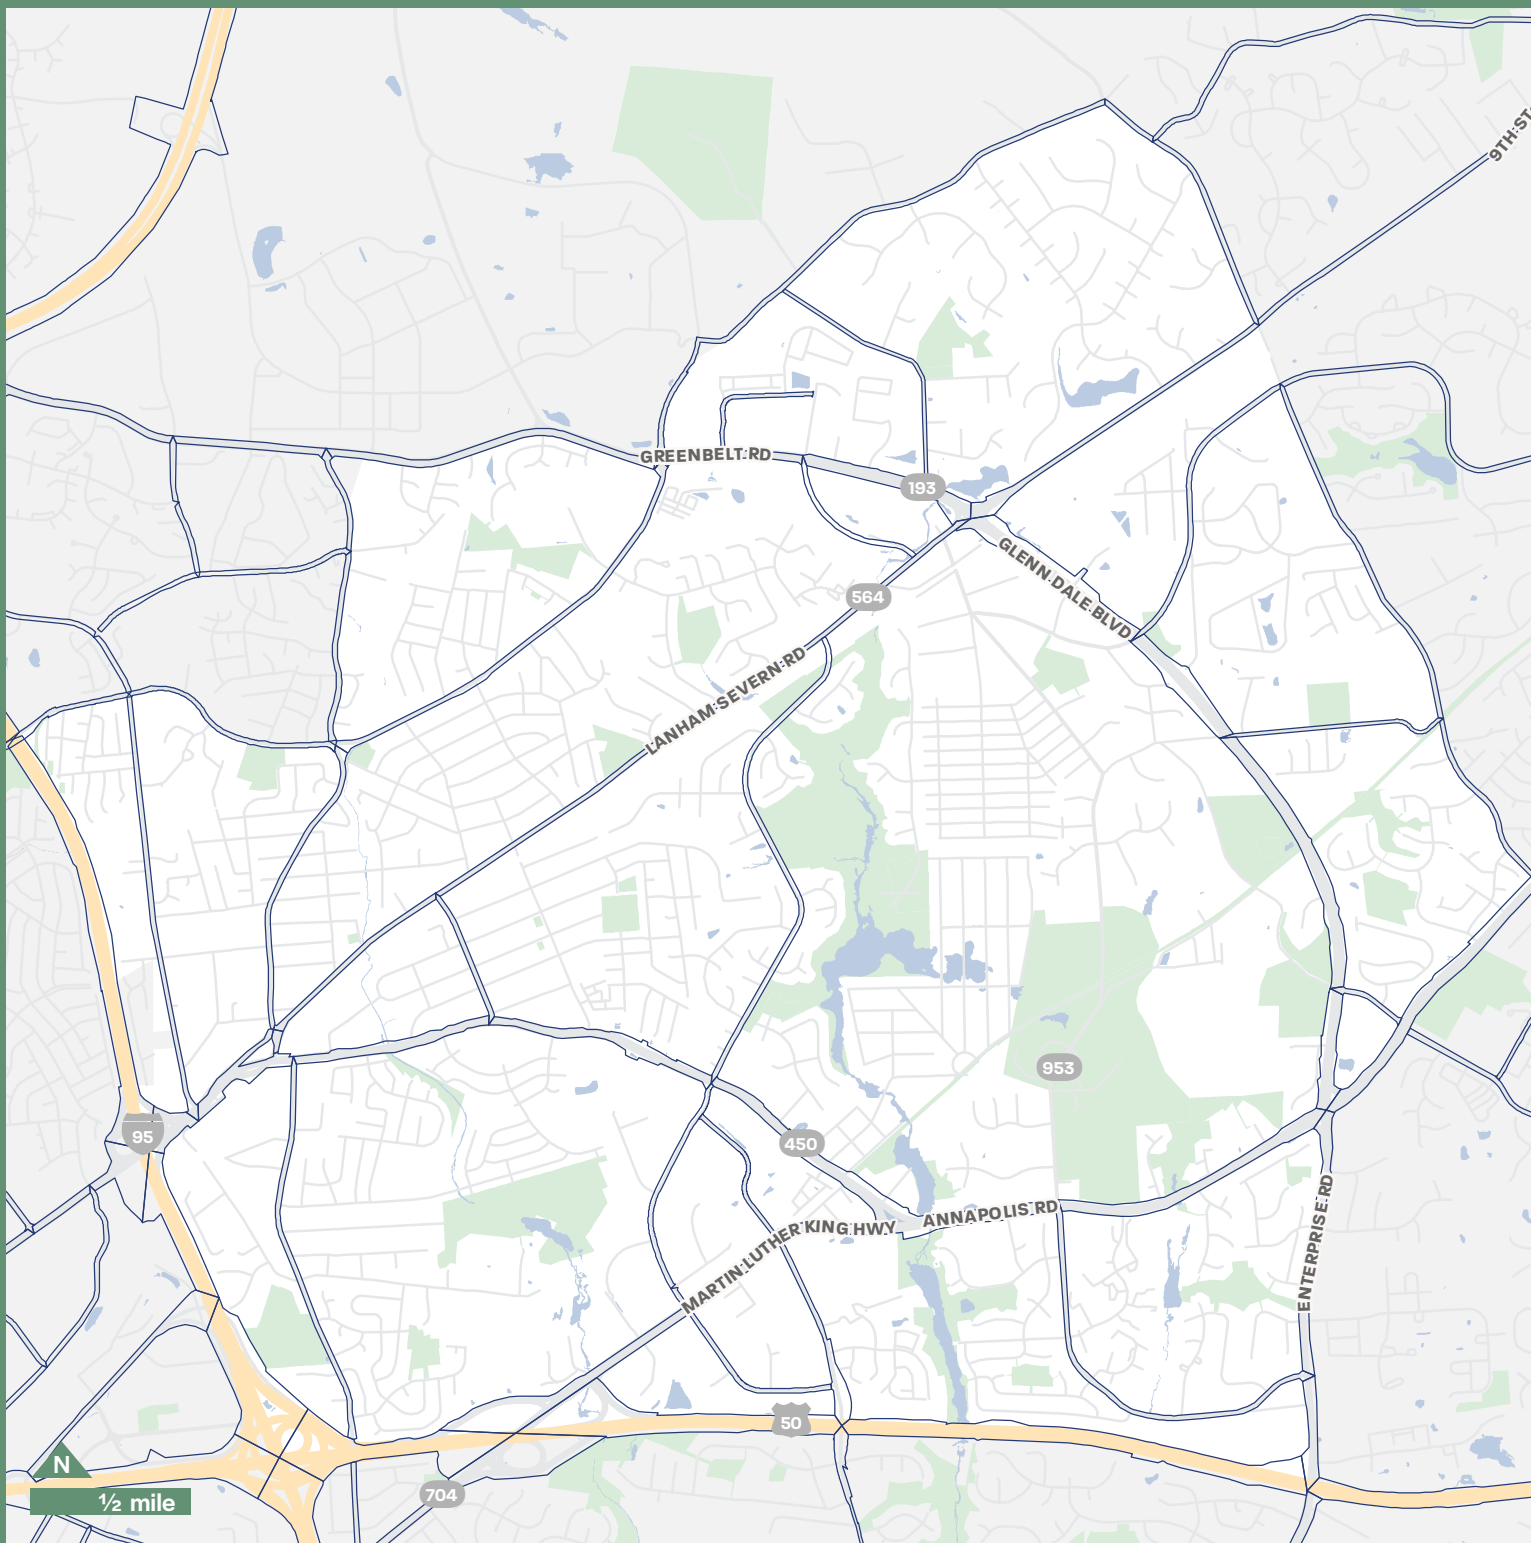 9TH ST
GREENBELT RD
193
GLENN DALE BLVD
564
LANHAM SEVERN RD
953
95
450
ANNAPOLIS RD
MARTIN LUTHER KING HWY
ENTERPRISE RD
50
N
½ mile
704